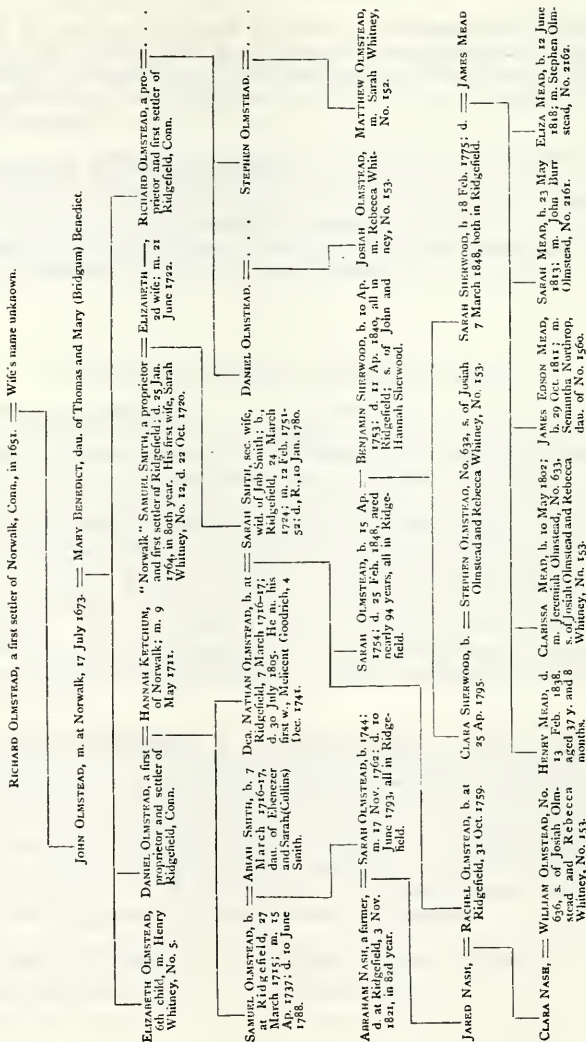 RICHARD OLMSTEAD, a first settler of Norwalk, Conn., in 1651. = Wife's name unknown.
JOHN OLMSTEAD, m. at Norwalk, 17 July 1673. = MARY BENEDICT, dau. of Thomas and Mary (Bridgum) Benedict.
ELIZABETH OLMSTEAD,
6th child, m. Henry
Whitney, No. 5.
DANIEL OLMSTEAD, a first =
proprietor and settler of
Ridgefield, Conn.
HANNAH KETCHUM,
of Norwalk; m. 9
May 1711.
"Norwalk" SAMUEL SMITH, a proprietor =
and first settler of Ridgefield; d. 25 Jan.
1764, in 80th year. His first wife, Sarah
Whitney, No. 12, d. 22 Oct. 1720.
ELIZABETH ——,
2d wife; m. 21
June 1722.
RICHARD OLMSTEAD, a pro- = . . .
prietor and first settler of
Ridgefield, Conn.
SAMUEL OLMSTEAD, b. =
at Ridgefield, 27
March 1715; m. 15
Ap. 1737; d. 10 June
1788.
ABIAH SMITH, b. 7
March 1716-17,
dau. of Ebenezer
and Sarah (Collins)
Smith.
Dea. NATHAN OLMSTEAD, b. at =
Ridgefield, 7 March 1716-17;
d. 30 July 1805. He m. his
first w., Melicent Goodrich, 4
Dec. 1741.
SARAH SMITH, sec. wife,
wid. of Job Smith; b.,
Ridgefield, 24 March
1724; m. 12 Feb. 1751-
52; d., R., 10 Jan. 1780.
DANIEL OLMSTEAD. = . . .
STEPHEN OLMSTEAD. = . . .
ABRAHAM NASH, a farmer, =
d. at Ridgefield, 3 Nov.
1821, in 82d year.
SARAH OLMSTEAD, b. 1744;
m. 17 Nov. 1762; d. 10
June 1793, all in Ridge-
field.
SARAH OLMSTEAD, b. 15 Ap. =
1754; d. 25 Feb. 1848, aged
nearly 94 years, all in Ridge-
field.
BENJAMIN SHERWOOD, b. 10 Ap.
1753; d. 11 Ap. 1840, all in
Ridgefield; s. of John and
Hannah Sherwood.
JOSIAH OLMSTEAD,
m. Rebecca Whit-
ney, No. 153.
MATTHEW OLMSTEAD,
m. Sarah Whitney,
No. 152.
JARED NASH, =
RACHEL OLMSTEAD, b. at
Ridgefield, 31 Oct. 1759.
CLARA SHERWOOD, b. =
25 Ap. 1795.
STEPHEN OLMSTEAD, No. 632, s. of Josiah
Olmstead and Rebecca Whitney, No. 153.
SARAH SHERWOOD, b 18 Feb. 1775; d. =
7 March 1848, both in Ridgefield.
JAMES MEAD
CLARA NASH, =
WILLIAM OLMSTEAD, No.
636, s. of Josiah Olm-
stead and Rebecca
Whitney, No. 153.
HENRY MEAD, d.
13 Feb. 1838,
aged 37 y. and 8
months.
CLARISSA MEAD, b. 10 May 1802;
m. Jeremiah Olmstead, No. 633,
s. of Josiah Olmstead and Rebecca
Whitney, No. 153.
JAMES EDSON MEAD,
b. 29 Oct. 1811; m.
Semantha Northrop,
dau. of No. 1560.
SARAH MEAD, b. 23 May
1813; m. John Burr
Olmstead, No. 2161.
ELIZA MEAD, b. 12 June
1818; m. Stephen Olm-
stead, No. 2162.